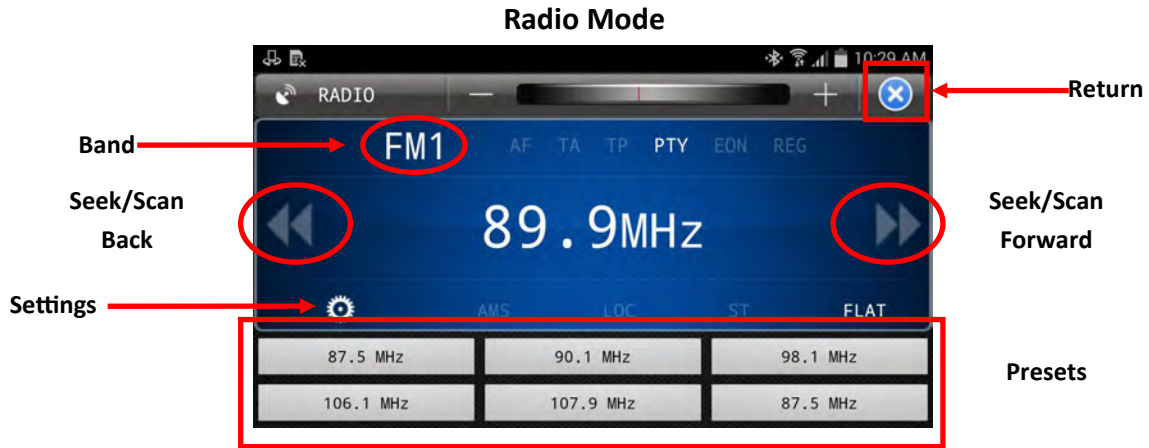 Radio Mode
10:29 AM
RADIO
Return
Band
FM1 AF TA TP PTY EON REG
Seek/Scan
Back
89.9MHz
Seek/Scan
Forward
Settings
AMS LOC ST FLAT
87.5 MHz 90.1 MHz 98.1 MHz
Presets
106.1 MHz 107.9 MHz 87.5 MHz